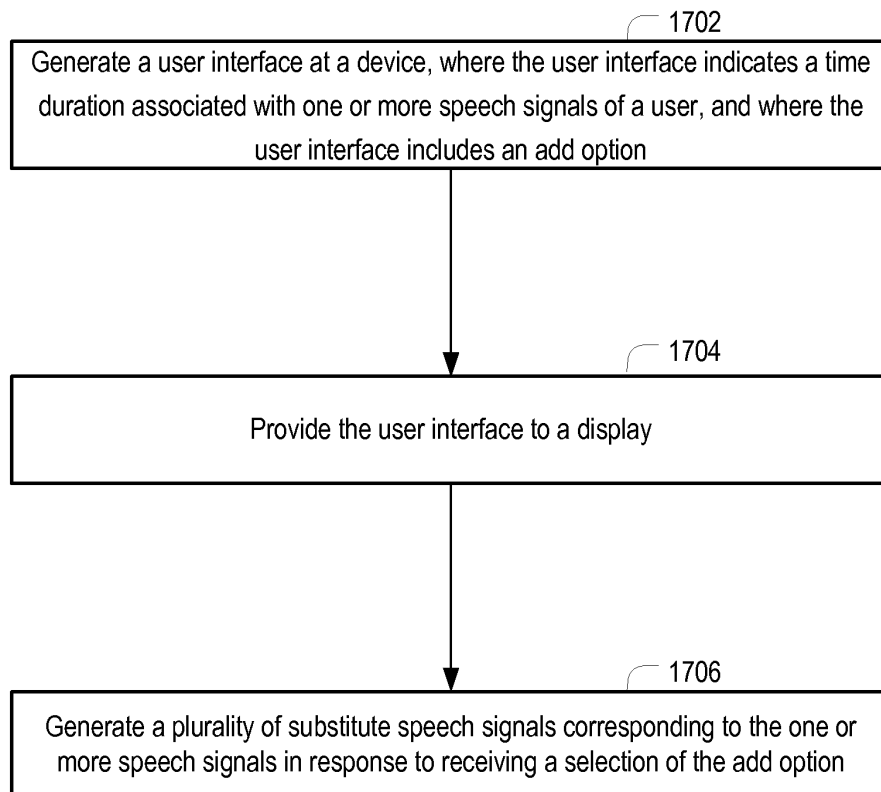 1702
Generate a user interface at a device, where the user interface indicates a time
duration associated with one or more speech signals of a user, and where the
user interface includes an add option
1704
Provide the user interface to a display
1706
Generate a plurality of substitute speech signals corresponding to the one or
more speech signals in response to receiving a selection of the add option